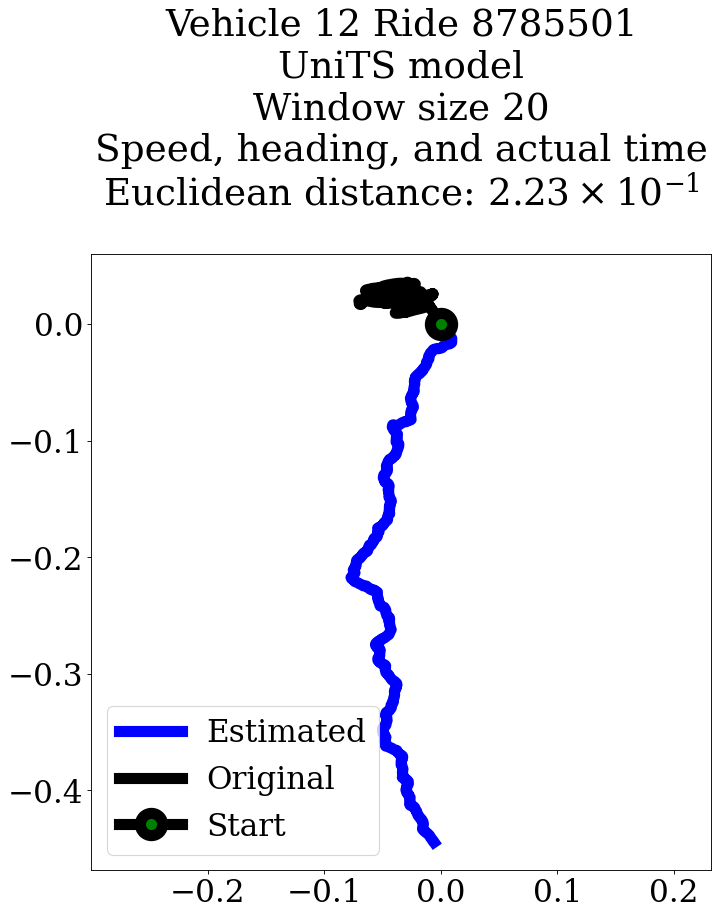 Vehicle 12 Ride 8785501
UniTS model
Window size 20
Speed, heading, and actual time
Euclidean distance: 2.23 × 10⁻¹
0.0
−0.1
−0.2
−0.3
−0.4
Estimated
Original
Start
−0.2 −0.1 0.0 0.1 0.2